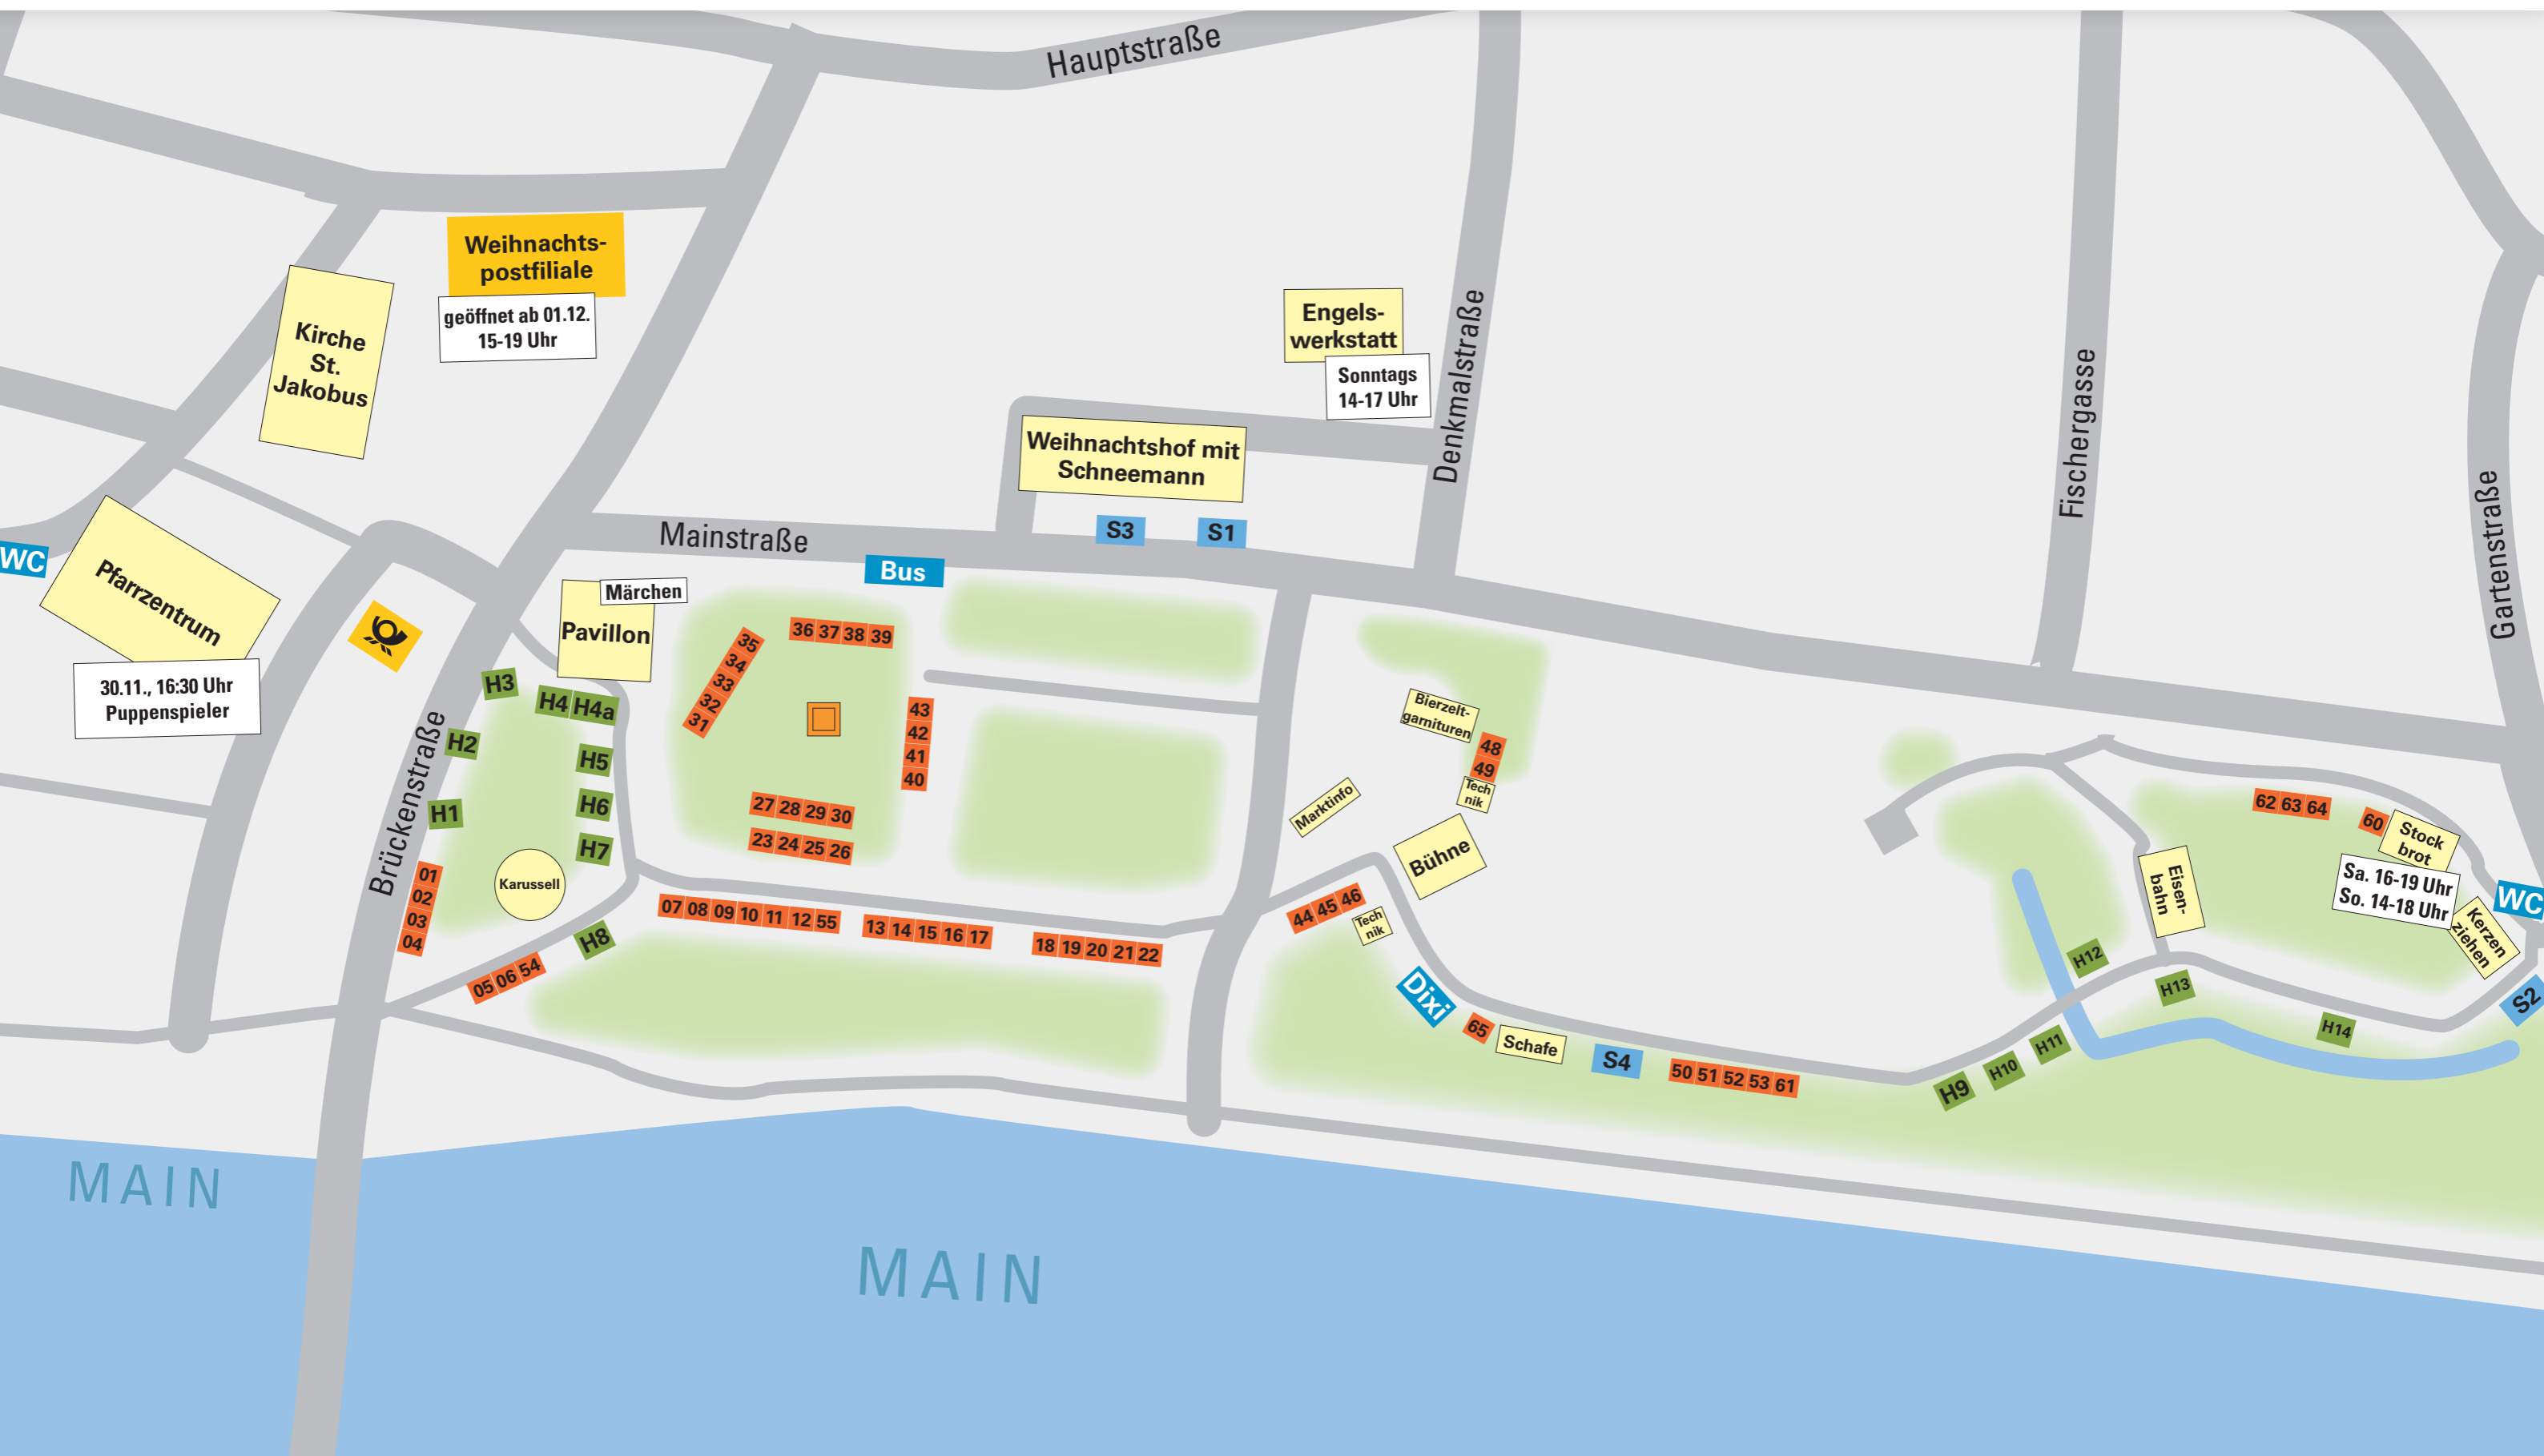 Hauptstraße
Weihnachts-
postfiliale
geöffnet ab 01.12.
15-19 Uhr
Kirche
St.
Jakobus
Engels-
werkstatt
Sonntags
14-17 Uhr
Denkmalstraße
Fischergasse
Gartenstraße
Weihnachtshof mit
Schneemann
S3
S1
Mainstraße
Bus
WC
Pfarrzentrum
30.11., 16:30 Uhr
Puppenspieler
Märchen
Pavillon
Brückenstraße
H3
H4 H4a
H2
H5
H1
H6
H7
Karussell
H8
01
02
03
04
05 06 54
35
34
33
32
31
36 37 38 39
43
42
41
40
27 28 29 30
23 24 25 26
07 08 09 10 11 12 55
13 14 15 16 17
18 19 20 21 22
Bierzelt-
garnituren
48
49
Tech
nik
Marktinfo
Bühne
44 45 46
Tech
nik
Dixi
65
Schafe
S4
50 51 52 53 61
H9
H10
H11
H12
H13
H14
Eisen-
bahn
62 63 64
60
Stock
brot
Sa. 16-19 Uhr
So. 14-18 Uhr
WC
Kerzen
ziehen
S2
MAIN
MAIN